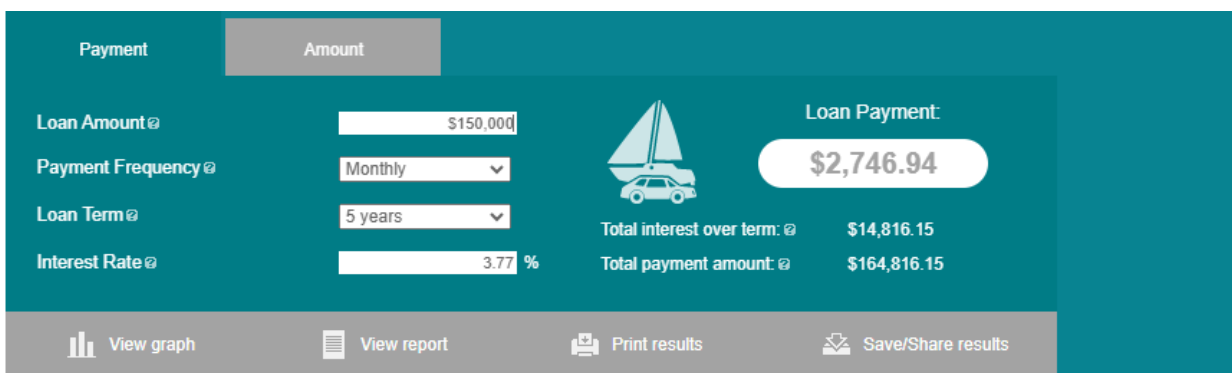 Payment
Amount
Loan Amount
$150,000
Payment Frequency
Monthly
Loan Term
5 years
Interest Rate
3.77 %
Loan Payment:
$2,746.94
Total interest over term: $14,816.15
Total payment amount: $164,816.15
View graph
View report
Print results
Save/Share results